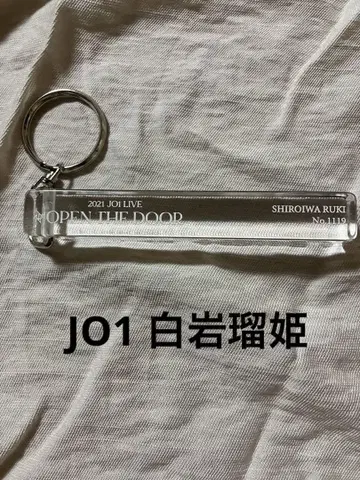 2021 JO1 LIVE
OPEN THE DOOR
SHIROIWA RUKI
No.1119
JO1 白岩瑠姫